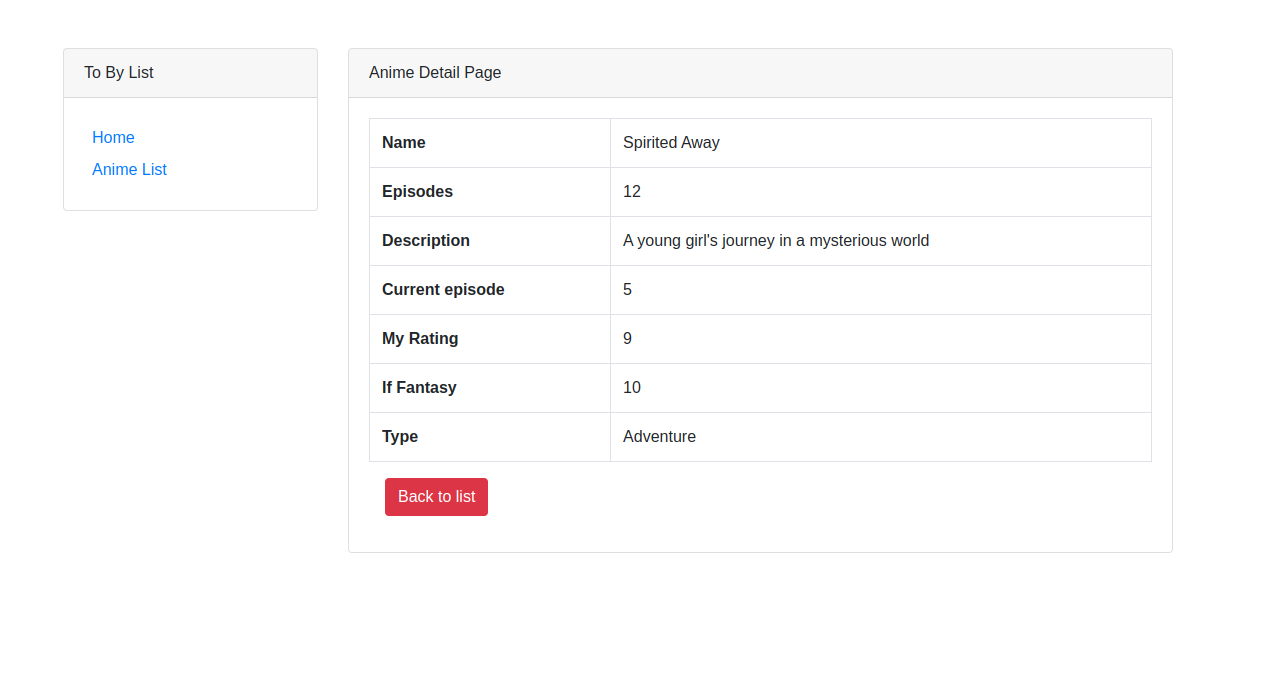 To By List
Home
Anime List
Anime Detail Page
Name Spirited Away
Episodes 12
Description A young girl's journey in a mysterious world
Current episode 5
My Rating 9
If Fantasy 10
Type Adventure
Back to list